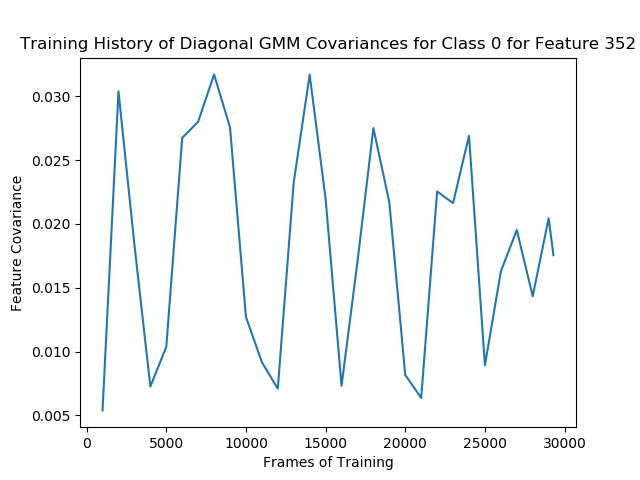 Training History of Diagonal GMM Covariances for Class 0 for Feature 352
0.030
0.025
0.020
0.015
0.010
0.005
Feature Covariance
0 5000 10000 15000 20000 25000 30000
Frames of Training